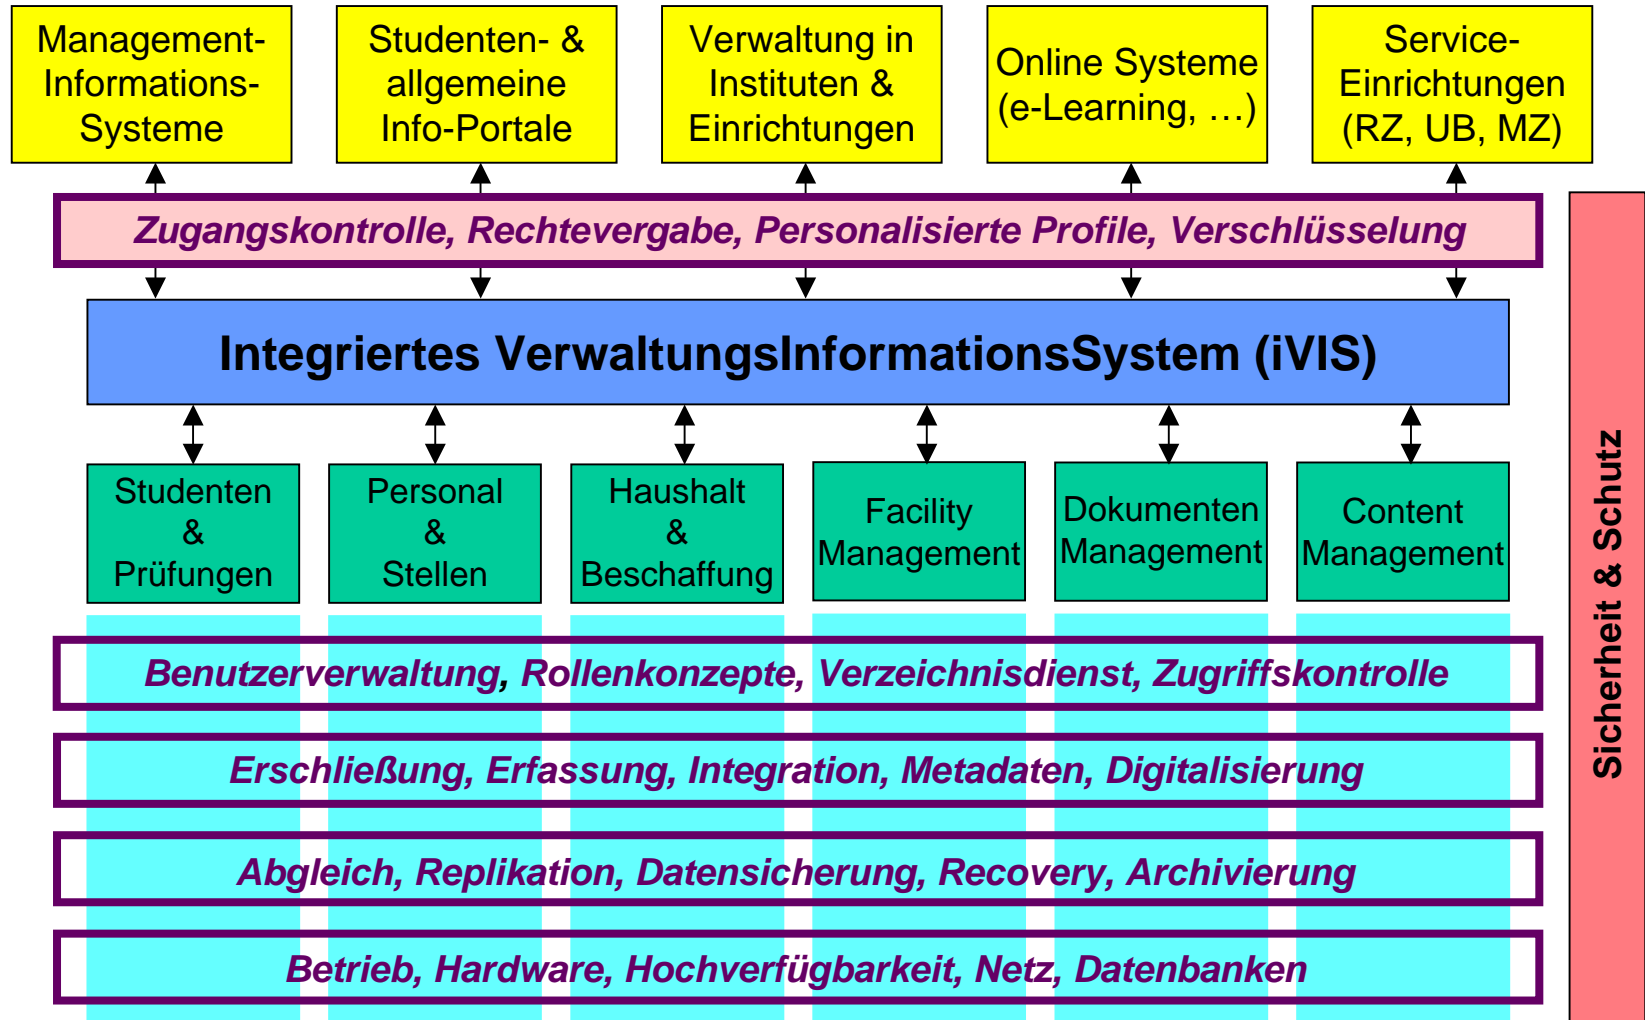 Management-
Informations-
Systeme
Studenten- &
allgemeine
Info-Portale
Verwaltung in
Instituten &
Einrichtungen
Online Systeme
(e-Learning, …)
Service-
Einrichtungen
(RZ, UB, MZ)
Zugangskontrolle, Rechtevergabe, Personalisierte Profile, Verschlüsselung
Integriertes VerwaltungsInformationsSystem (iVIS)
Studenten
&
Prüfungen
Personal
&
Stellen
Haushalt
&
Beschaffung
Facility
Management
Dokumenten
Management
Content
Management
Benutzerverwaltung, Rollenkonzepte, Verzeichnisdienst, Zugriffskontrolle
Erschließung, Erfassung, Integration, Metadaten, Digitalisierung
Abgleich, Replikation, Datensicherung, Recovery, Archivierung
Betrieb, Hardware, Hochverfügbarkeit, Netz, Datenbanken
Sicherheit & Schutz